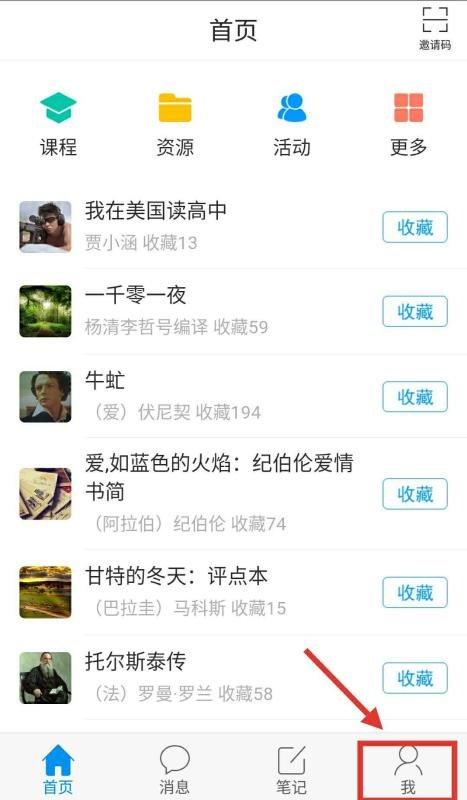 首页
邀请码
课程
资源
活动
更多
我在美国读高中
贾小涵 收藏13
收藏
一千零一夜
杨清李哲号编译 收藏59
收藏
牛虻
（爱）伏尼契 收藏194
收藏
爱,如蓝色的火焰：纪伯伦爱情
书简
（阿拉伯）纪伯伦 收藏74
收藏
甘特的冬天：评点本
（巴拉圭）马科斯 收藏15
收藏
托尔斯泰传
（法）罗曼·罗兰 收藏58
收藏
首页
消息
笔记
我